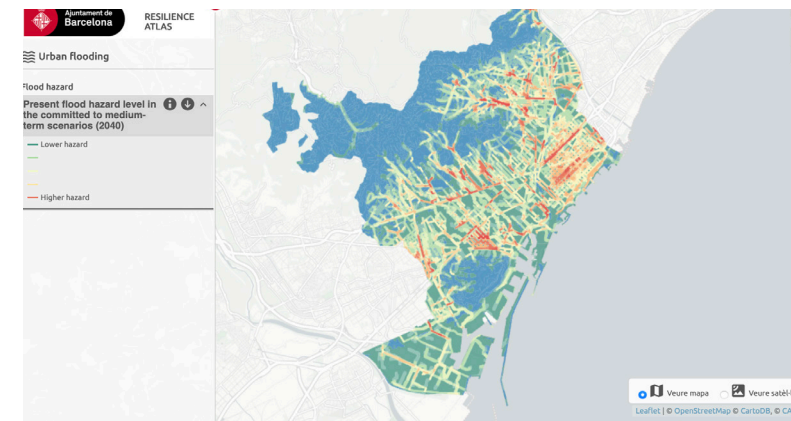 Ajuntament de
Barcelona
RESILIENCE
ATLAS
Urban flooding
Flood hazard
Present flood hazard level in
the committed to medium-
term scenarios (2040)
Lower hazard
Higher hazard
Veure mapa
Veure satèl·l
Leaflet | © OpenStreetMap © CartoDB, © CA